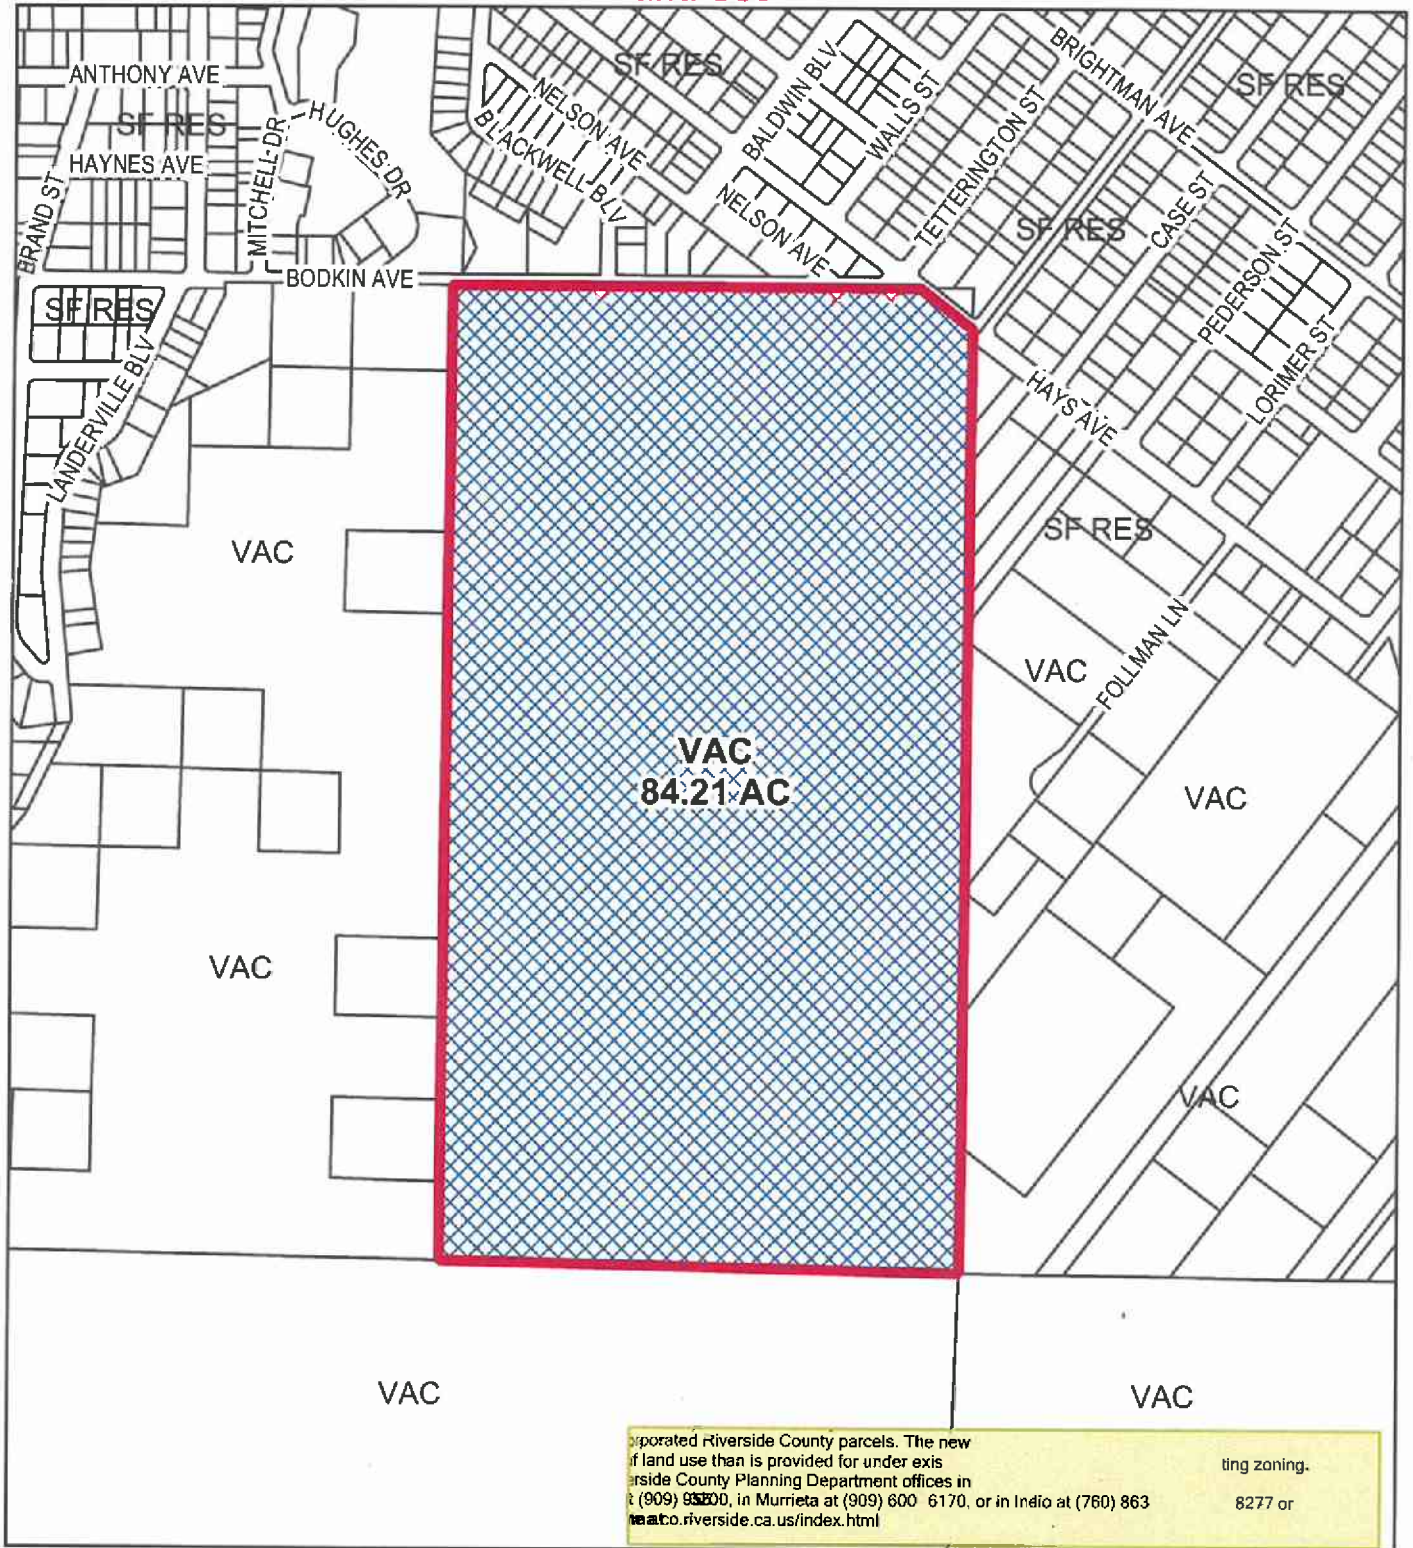 SF RES
BRIGHTMAN AVE
SF RES
ANTHONY AVE
SF RES
HUGHES DR
NELSON AVE
BLACKWELL BLV
BALDWIN BLV
WALLS ST
TETTERINGTON ST
HAYNES AVE
MITCHELL DR
BRAND ST
NELSON AVE
SF RES
CASE ST
PEDERSON ST
BODKIN AVE
SF RES
LANDERVILLE BLV
LORIMER ST
HAYS AVE
VAC
SF RES
VAC
FOLLMAN LN
VAC
84.21 AC
VAC
VAC
VAC
VAC
VAC
orporated Riverside County parcels. The new
f land use than is provided for under exis ting zoning.
erside County Planning Department offices in
t (909) in Murrieta at (909) 600 6170, or in Indio at (760) 863 8277 or
co.riverside.ca.us/index.html